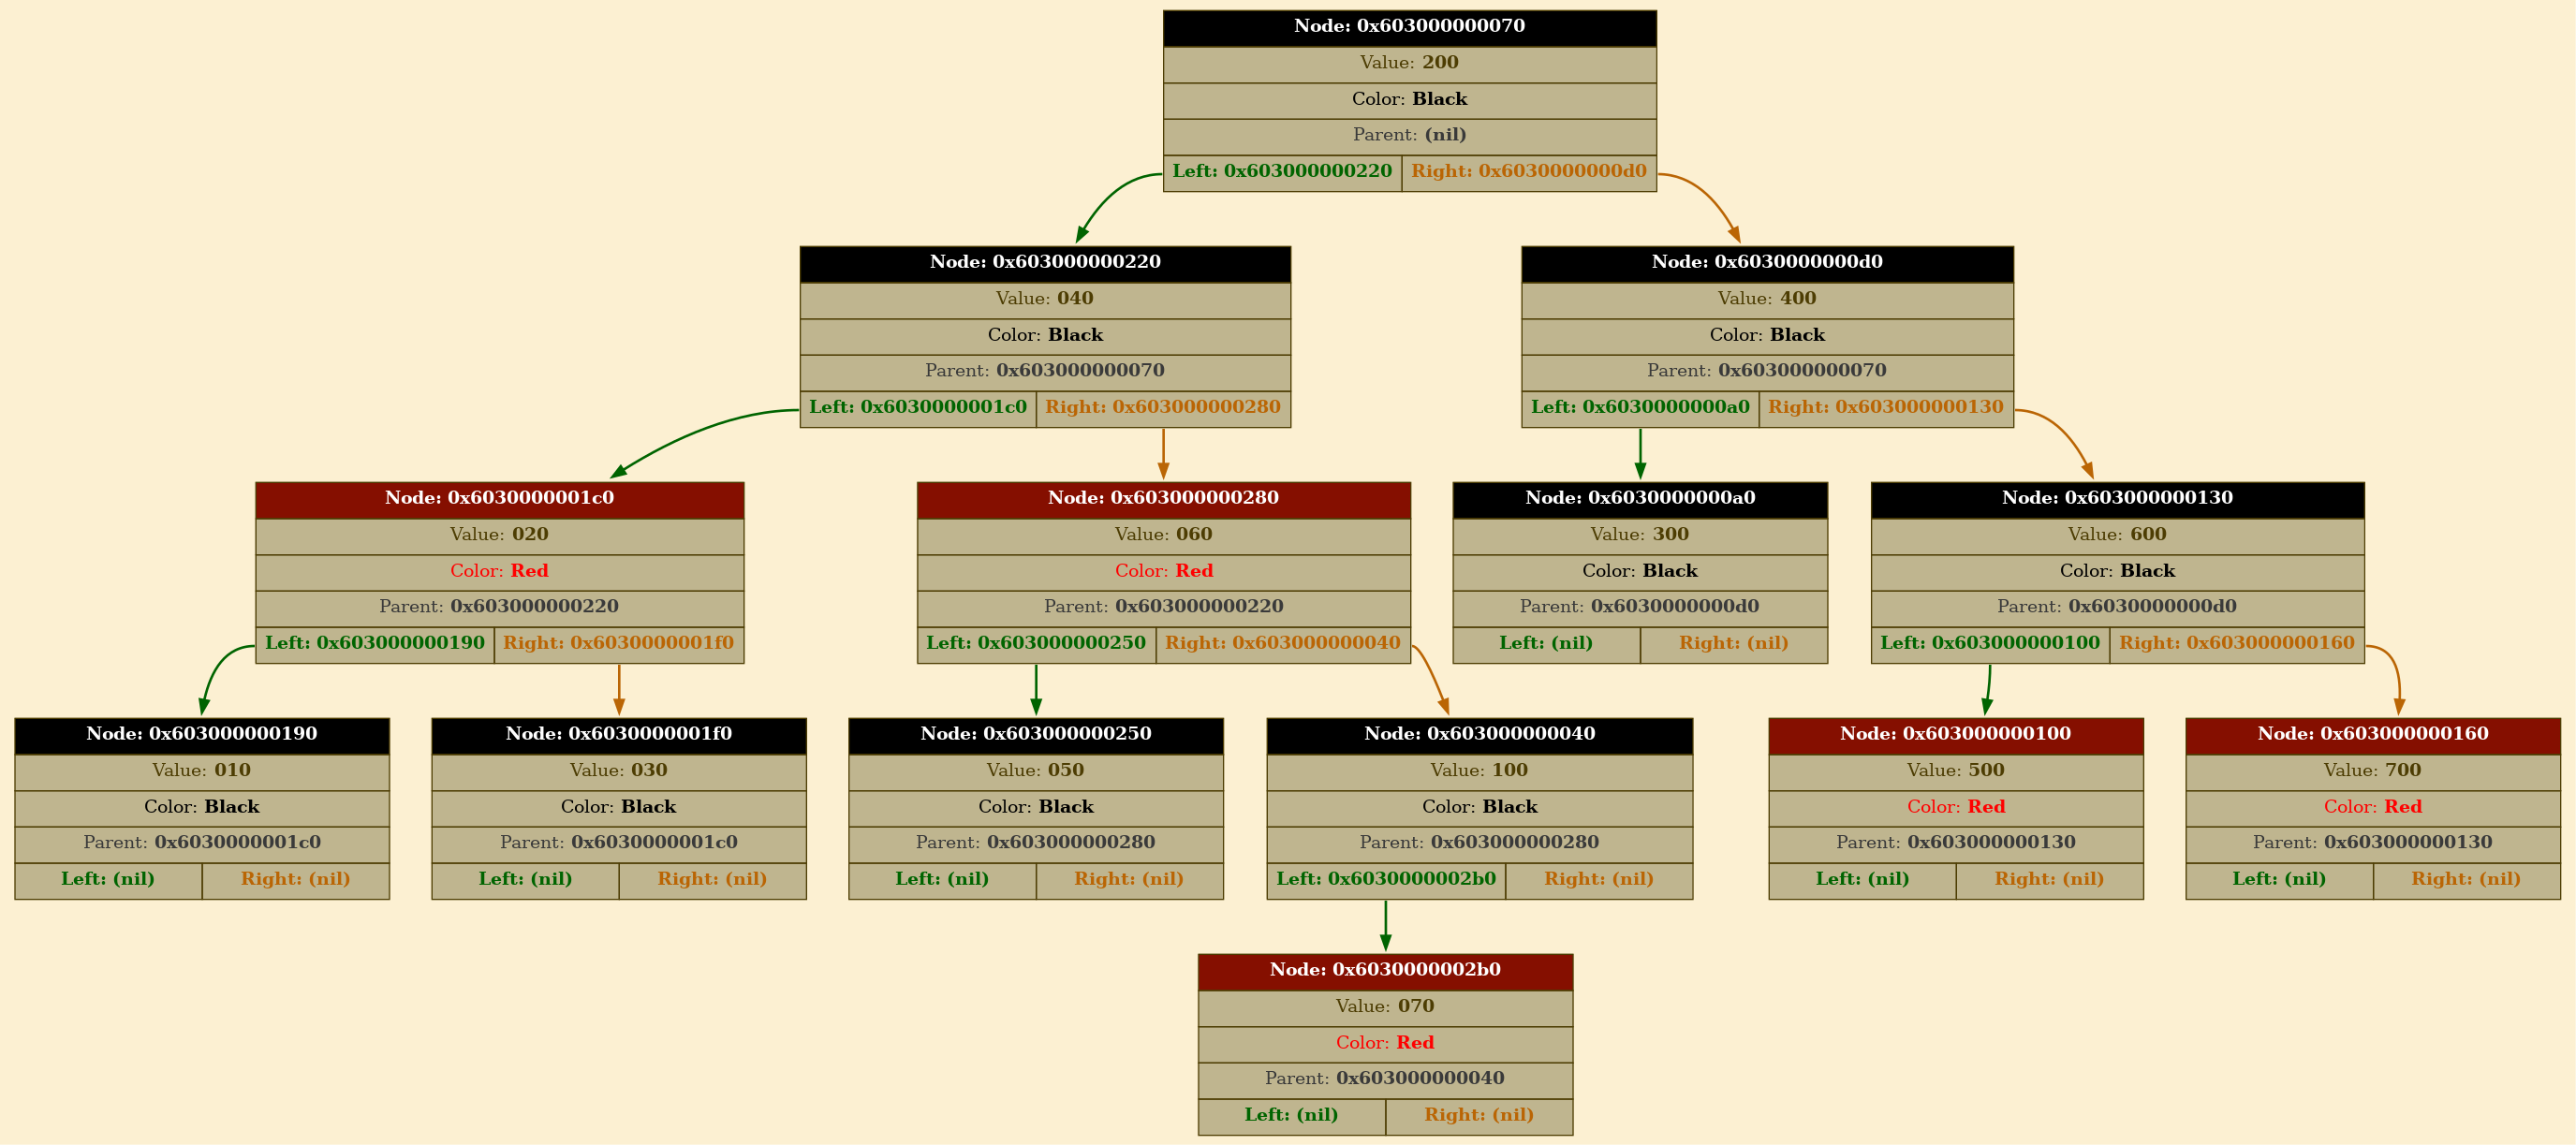 Node: 0x603000000070
Value: 200
Color: Black
Parent: (nil)
Left: 0x603000000220 Right: 0x6030000000d0
Node: 0x603000000220
Value: 040
Color: Black
Parent: 0x603000000070
Left: 0x6030000001c0 Right: 0x603000000280
Node: 0x6030000000d0
Value: 400
Color: Black
Parent: 0x603000000070
Left: 0x6030000000a0 Right: 0x603000000130
Node: 0x6030000001c0
Value: 020
Color: Red
Parent: 0x603000000220
Left: 0x603000000190 Right: 0x6030000001f0
Node: 0x603000000280
Value: 060
Color: Red
Parent: 0x603000000220
Left: 0x603000000250 Right: 0x603000000040
Node: 0x6030000000a0
Value: 300
Color: Black
Parent: 0x6030000000d0
Left: (nil) Right: (nil)
Node: 0x603000000130
Value: 600
Color: Black
Parent: 0x6030000000d0
Left: 0x603000000100 Right: 0x603000000160
Node: 0x603000000190
Value: 010
Color: Black
Parent: 0x6030000001c0
Left: (nil) Right: (nil)
Node: 0x6030000001f0
Value: 030
Color: Black
Parent: 0x6030000001c0
Left: (nil) Right: (nil)
Node: 0x603000000250
Value: 050
Color: Black
Parent: 0x603000000280
Left: (nil) Right: (nil)
Node: 0x603000000040
Value: 100
Color: Black
Parent: 0x603000000280
Left: 0x6030000002b0 Right: (nil)
Node: 0x603000000100
Value: 500
Color: Red
Parent: 0x603000000130
Left: (nil) Right: (nil)
Node: 0x603000000160
Value: 700
Color: Red
Parent: 0x603000000130
Left: (nil) Right: (nil)
Node: 0x6030000002b0
Value: 070
Color: Red
Parent: 0x603000000040
Left: (nil) Right: (nil)